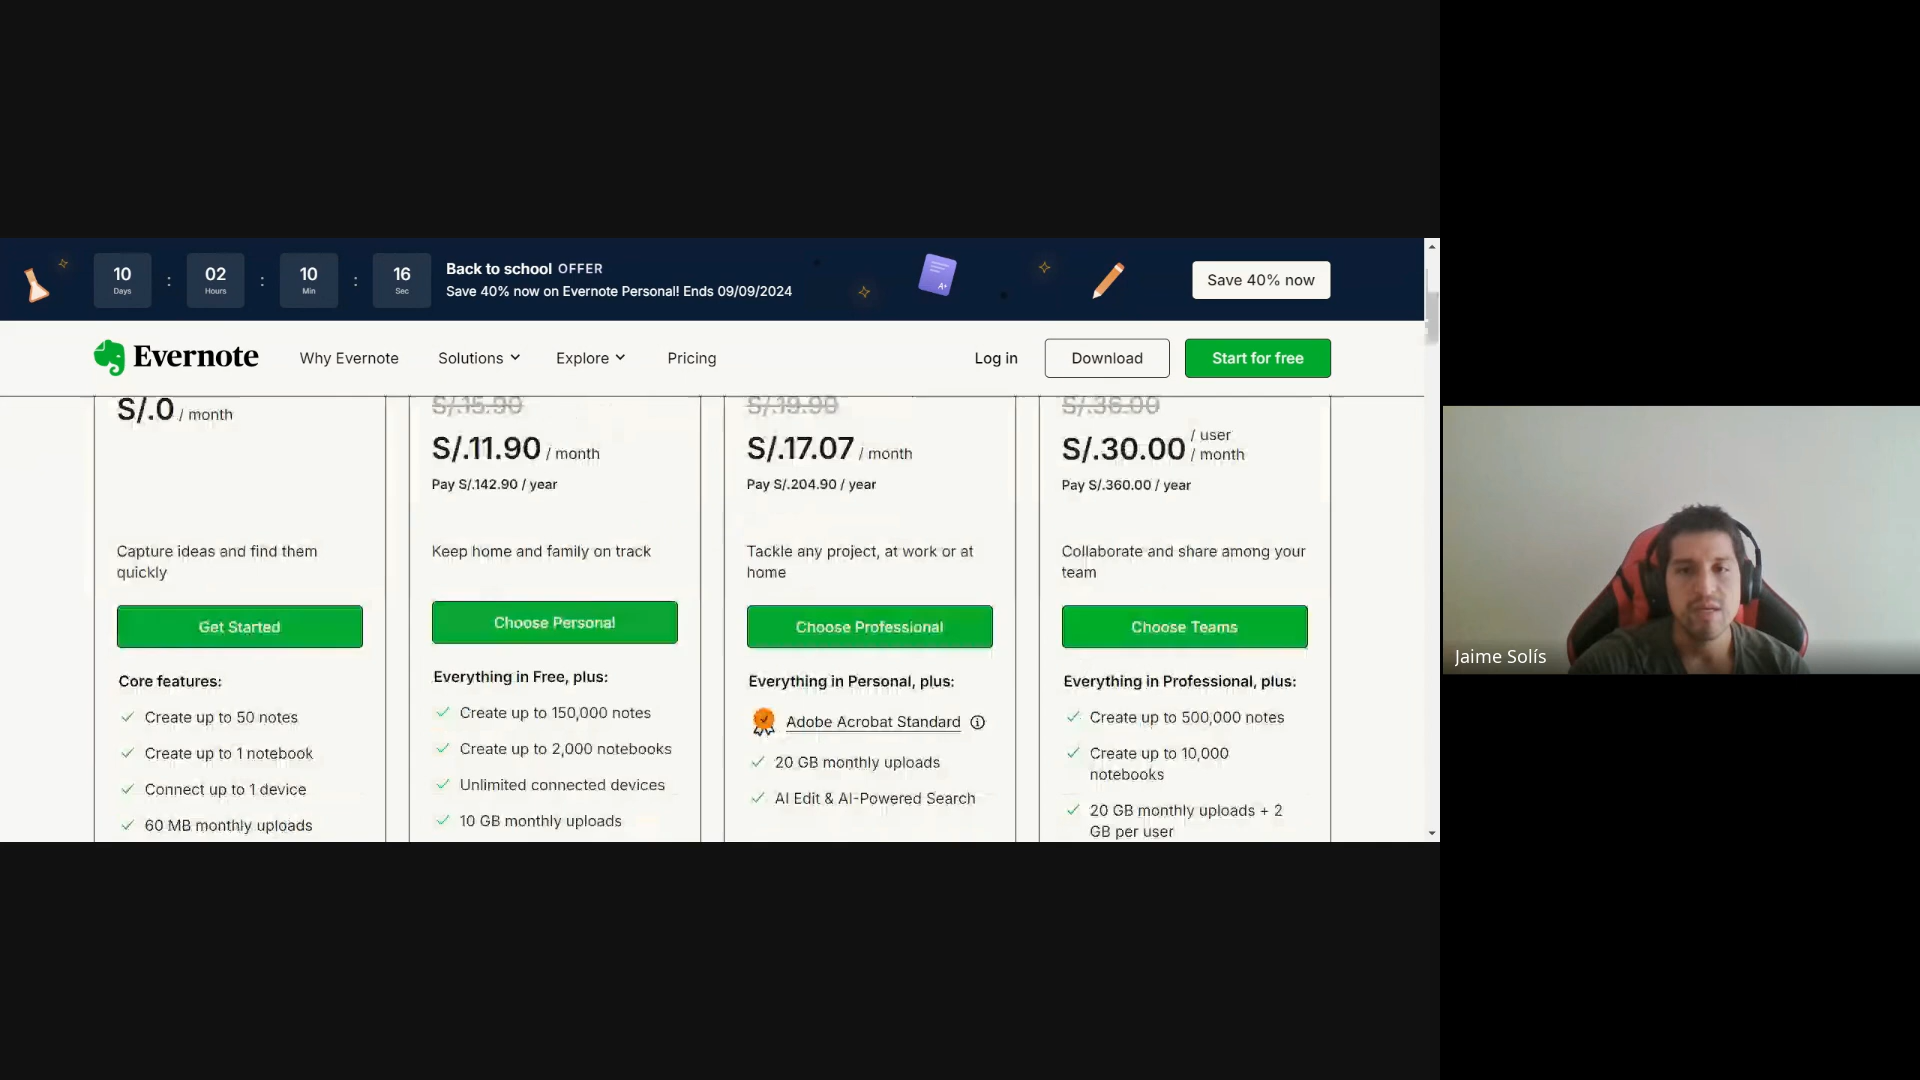 10 Days : 02 Hours : 10 Min : 16 Sec
Back to school OFFER
Save 40% now on Evernote Personal! Ends 09/09/2024
A+
Save 40% now
Evernote
Why Evernote
Solutions
Explore
Pricing
Log in
Download
Start for free
S/.0 / month
Capture ideas and find them
quickly
Get Started
Core features:
Create up to 50 notes
Create up to 1 notebook
Connect up to 1 device
60 MB monthly uploads
S/.15.90
S/.11.90 / month
Pay S/.142.90 / year
Keep home and family on track
Choose Personal
Everything in Free, plus:
Create up to 150,000 notes
Create up to 2,000 notebooks
Unlimited connected devices
10 GB monthly uploads
S/.19.90
S/.17.07 / month
Pay S/.204.90 / year
Tackle any project, at work or at
home
Choose Professional
Everything in Personal, plus:
Adobe Acrobat Standard
20 GB monthly uploads
AI Edit & AI-Powered Search
S/.36.00
S/.30.00 / user
/ month
Pay S/.360.00 / year
Collaborate and share among your
team
Choose Teams
Everything in Professional, plus:
Create up to 500,000 notes
Create up to 10,000
notebooks
20 GB monthly uploads + 2
GB per user
Jaime Solís